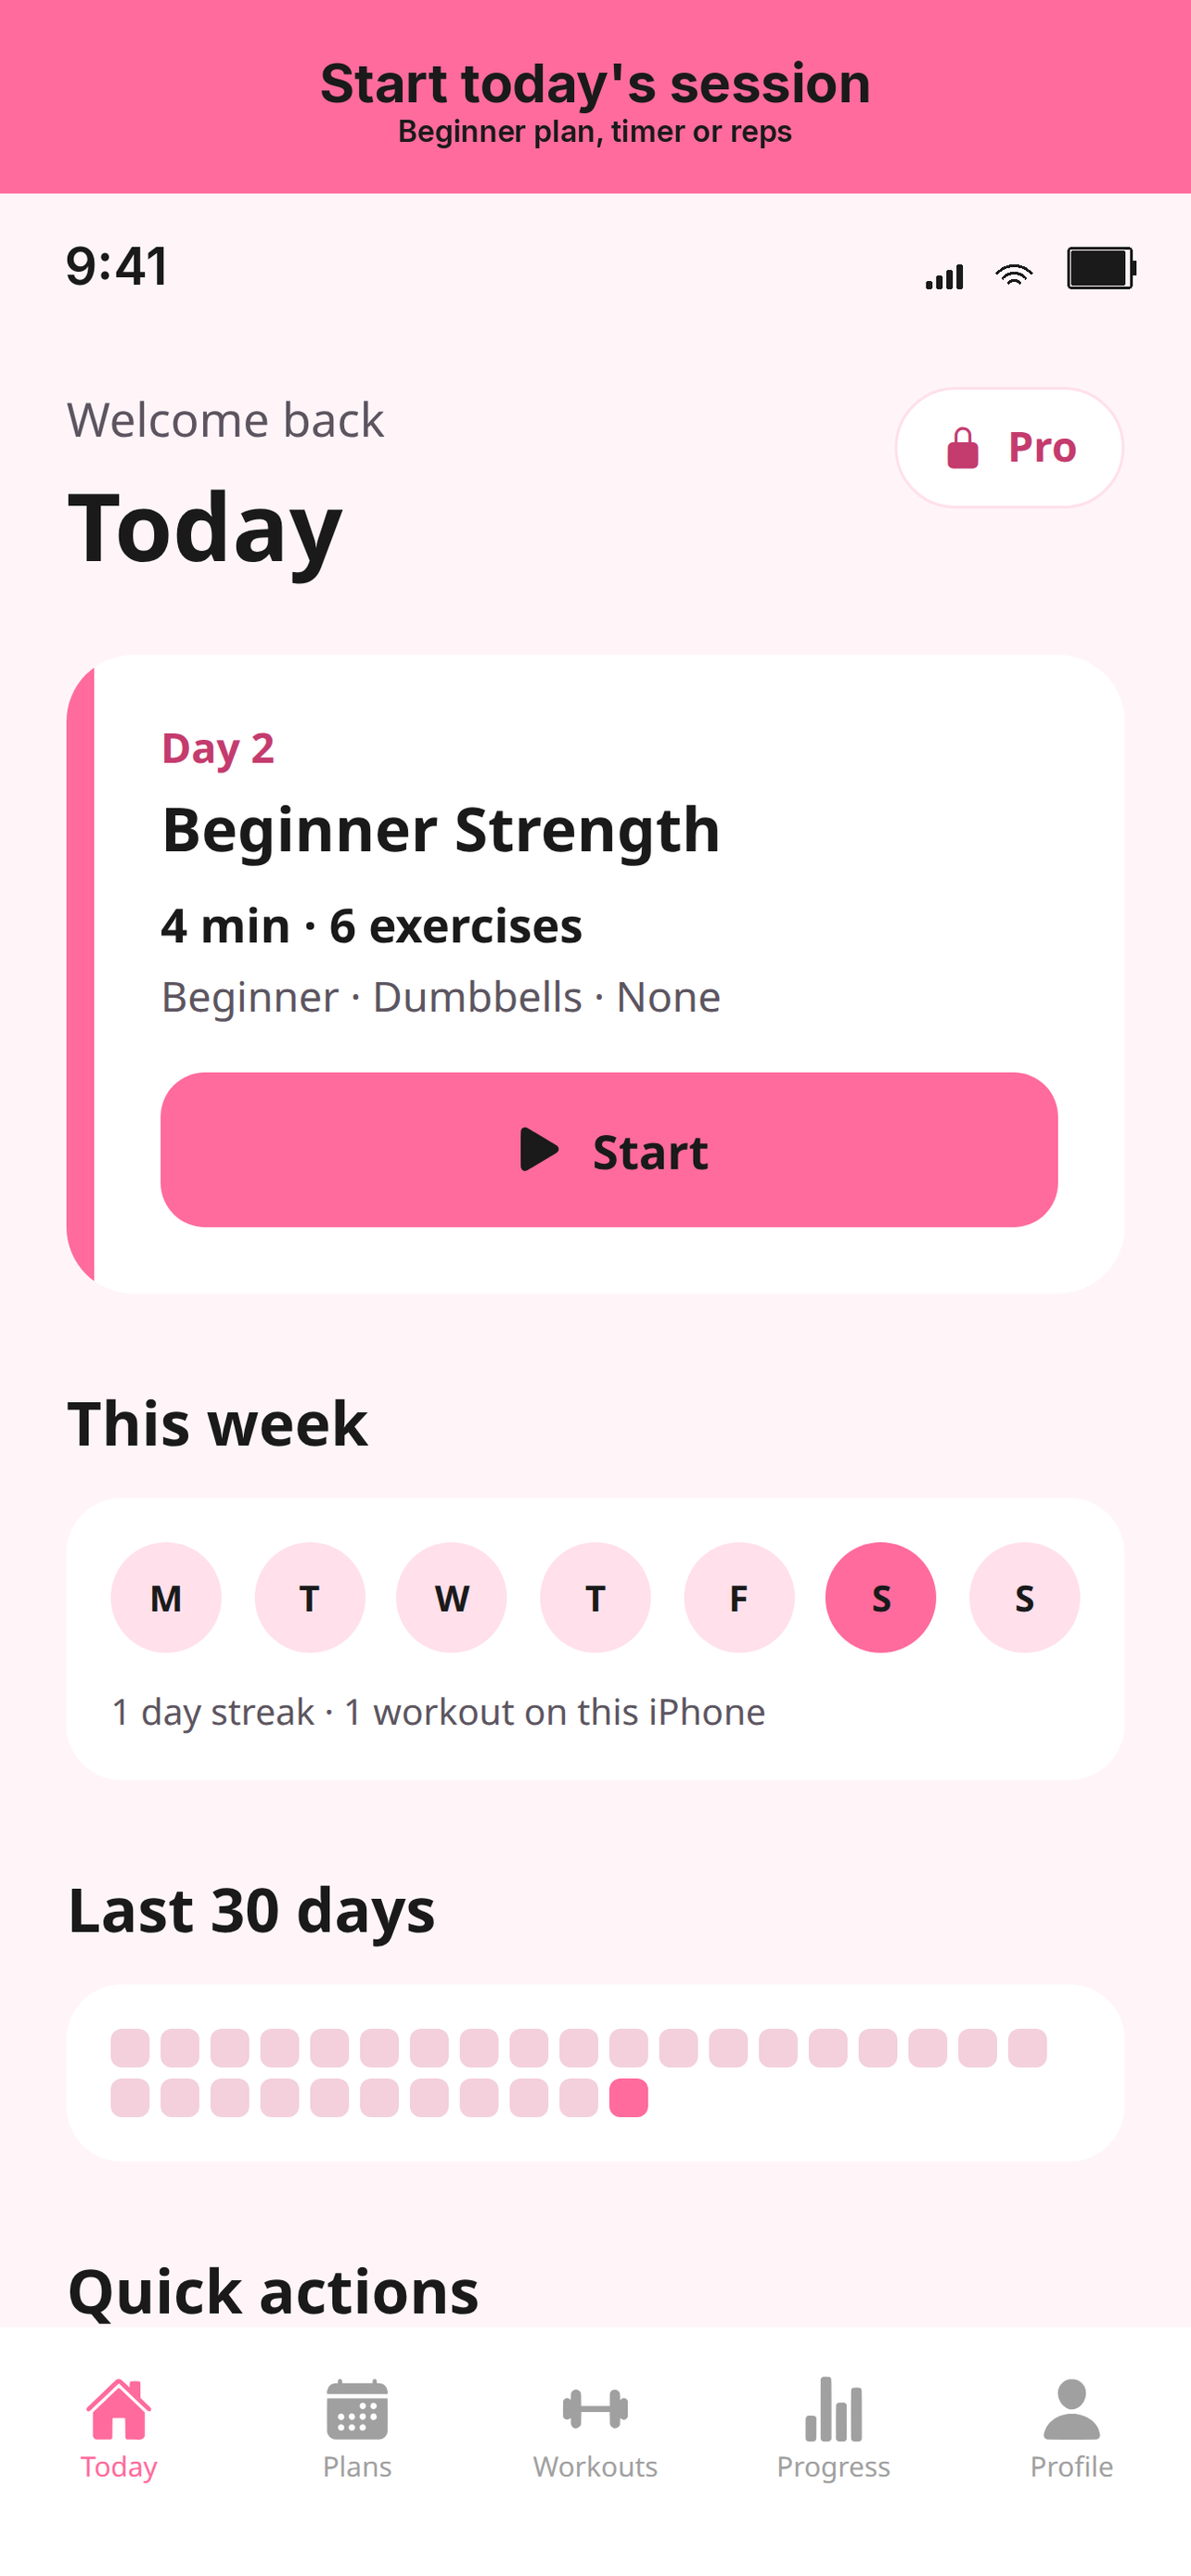 Start today's session
Beginner plan, timer or reps
9:41
Welcome back
Pro
Today
Day 2
Beginner Strength
4 min · 6 exercises
Beginner · Dumbbells · None
Start
This week
M T W T F S S
1 day streak · 1 workout on this iPhone
Last 30 days
Quick actions
Today Plans Workouts Progress Profile